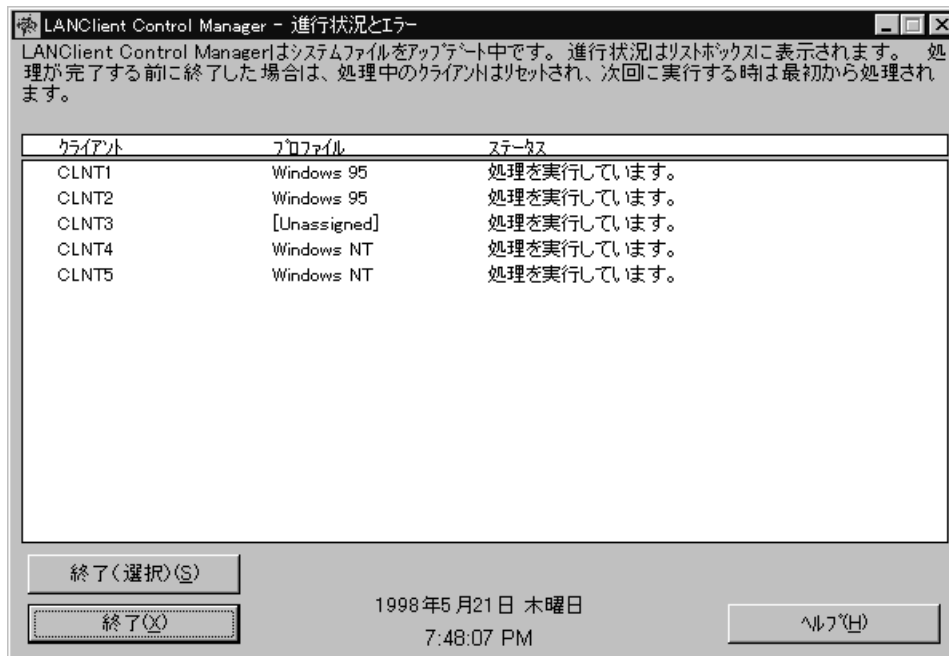 LANClient Control Manager - 進行状況とエラー
LANClient Control Managerはｼｽﾃﾑﾌｧｲﾙをｱｯﾌﾟﾃﾞｰﾄ中です。進行状況はﾘｽﾄﾎﾞｯｸｽに表示されます。 処
理が完了する前に終了した場合は、処理中のｸﾗｲｱﾝﾄはﾘｾｯﾄされ、次回に実行する時は最初から処理され
ます。
ｸﾗｲｱﾝﾄ ﾌﾟﾛﾌｧｲﾙ ｽﾃｰﾀｽ
CLNT1 Windows 95 処理を実行しています。
CLNT2 Windows 95 処理を実行しています。
CLNT3 [Unassigned] 処理を実行しています。
CLNT4 Windows NT 処理を実行しています。
CLNT5 Windows NT 処理を実行しています。
終了(選択)(S)
終了(X)
1998年5月21日 木曜日
7:48:07 PM
ﾍﾙﾌﾟ(H)